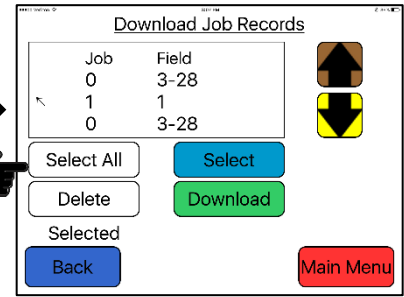 Download Job Records
Job Field
0 3-28
1 1
0 3-28
Select All Select
Delete Download
Selected
Back Main Menu